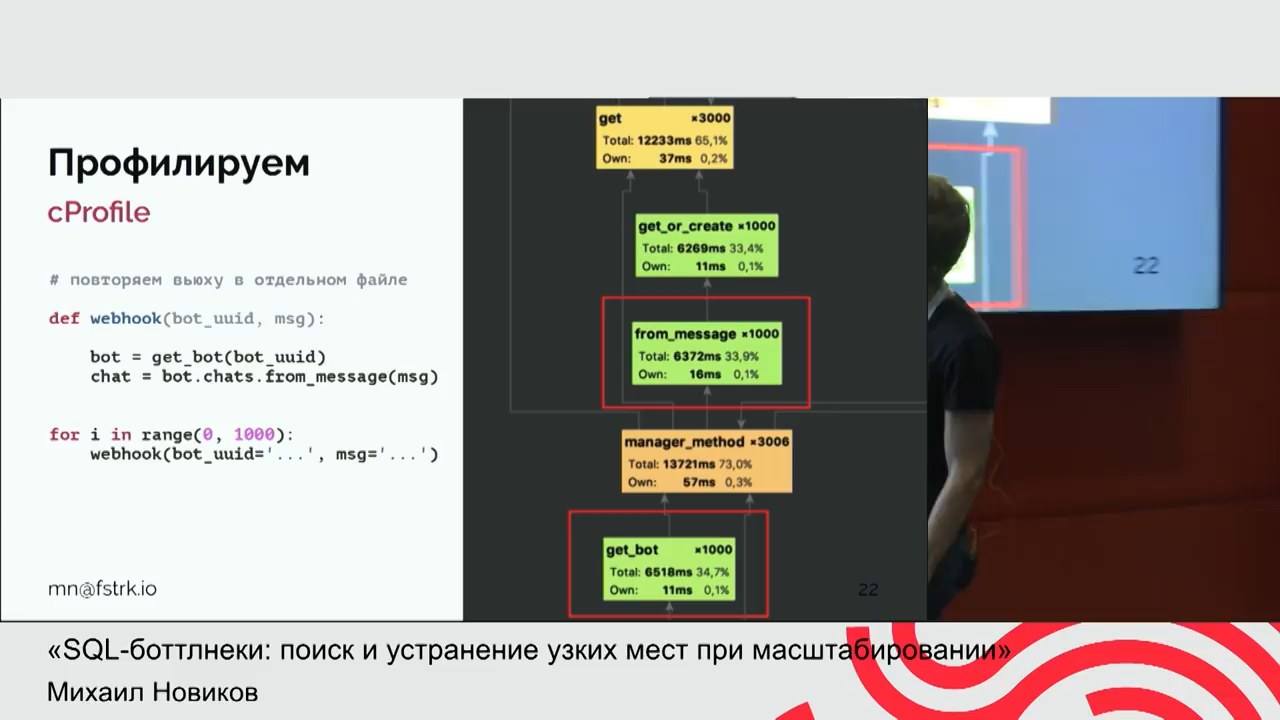 Профилируем
cProfile
# повторяем вьюху в отдельном файле
def webhook(bot_uuid, msg):
bot = get_bot(bot_uuid)
chat = bot.chats.from_message(msg)
for i in range(0, 1000):
webhook(bot_uuid='...', msg='...')
mn@fstrk.io
get ×3000
Total: 12233ms 65,1%
Own: 37ms 0,2%
get_or_create ×1000
Total: 6269ms 33,4%
Own: 11ms 0,1%
from_message ×1000
Total: 6372ms 33,9%
Own: 16ms 0,1%
manager_method ×3006
Total: 13721ms 73,0%
Own: 57ms 0,3%
get_bot ×1000
Total: 6518ms 34,7%
Own: 11ms 0,1%
22
22
«SQL-боттлнеки: поиск и устранение узких мест при масштабировании»
Михаил Новиков